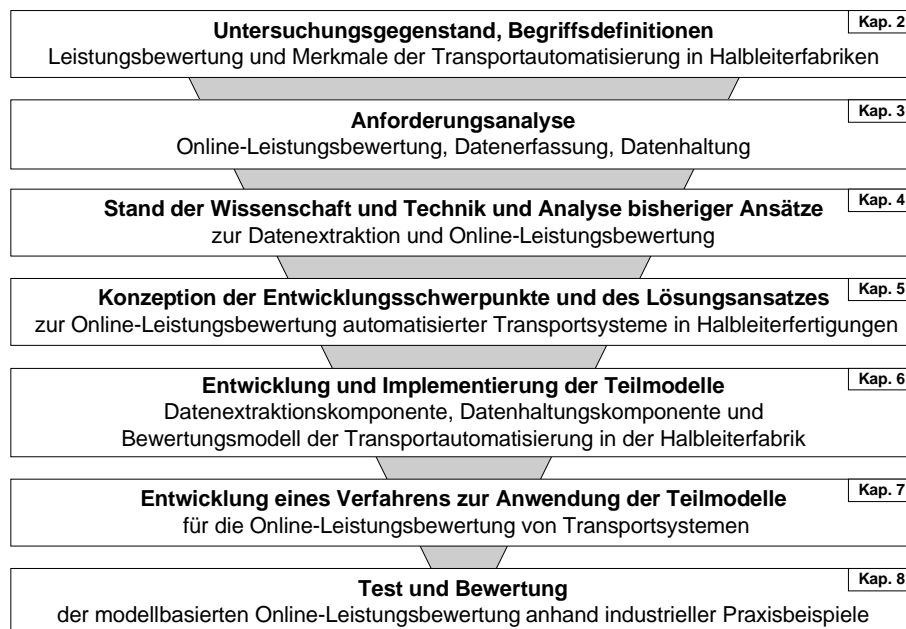 Kap. 2
Untersuchungsgegenstand, Begriffsdefinitionen
Leistungsbewertung und Merkmale der Transportautomatisierung in Halbleiterfabriken
Kap. 3
Anforderungsanalyse
Online-Leistungsbewertung, Datenerfassung, Datenhaltung
Kap. 4
Stand der Wissenschaft und Technik und Analyse bisheriger Ansätze
zur Datenextraktion und Online-Leistungsbewertung
Kap. 5
Konzeption der Entwicklungsschwerpunkte und des Lösungsansatzes
zur Online-Leistungsbewertung automatisierter Transportsysteme in Halbleiterfertigungen
Kap. 6
Entwicklung und Implementierung der Teilmodelle
Datenextraktionskomponente, Datenhaltungskomponente und
Bewertungsmodell der Transportautomatisierung in der Halbleiterfabrik
Kap. 7
Entwicklung eines Verfahrens zur Anwendung der Teilmodelle
für die Online-Leistungsbewertung von Transportsystemen
Kap. 8
Test und Bewertung
der modellbasierten Online-Leistungsbewertung anhand industrieller Praxisbeispiele